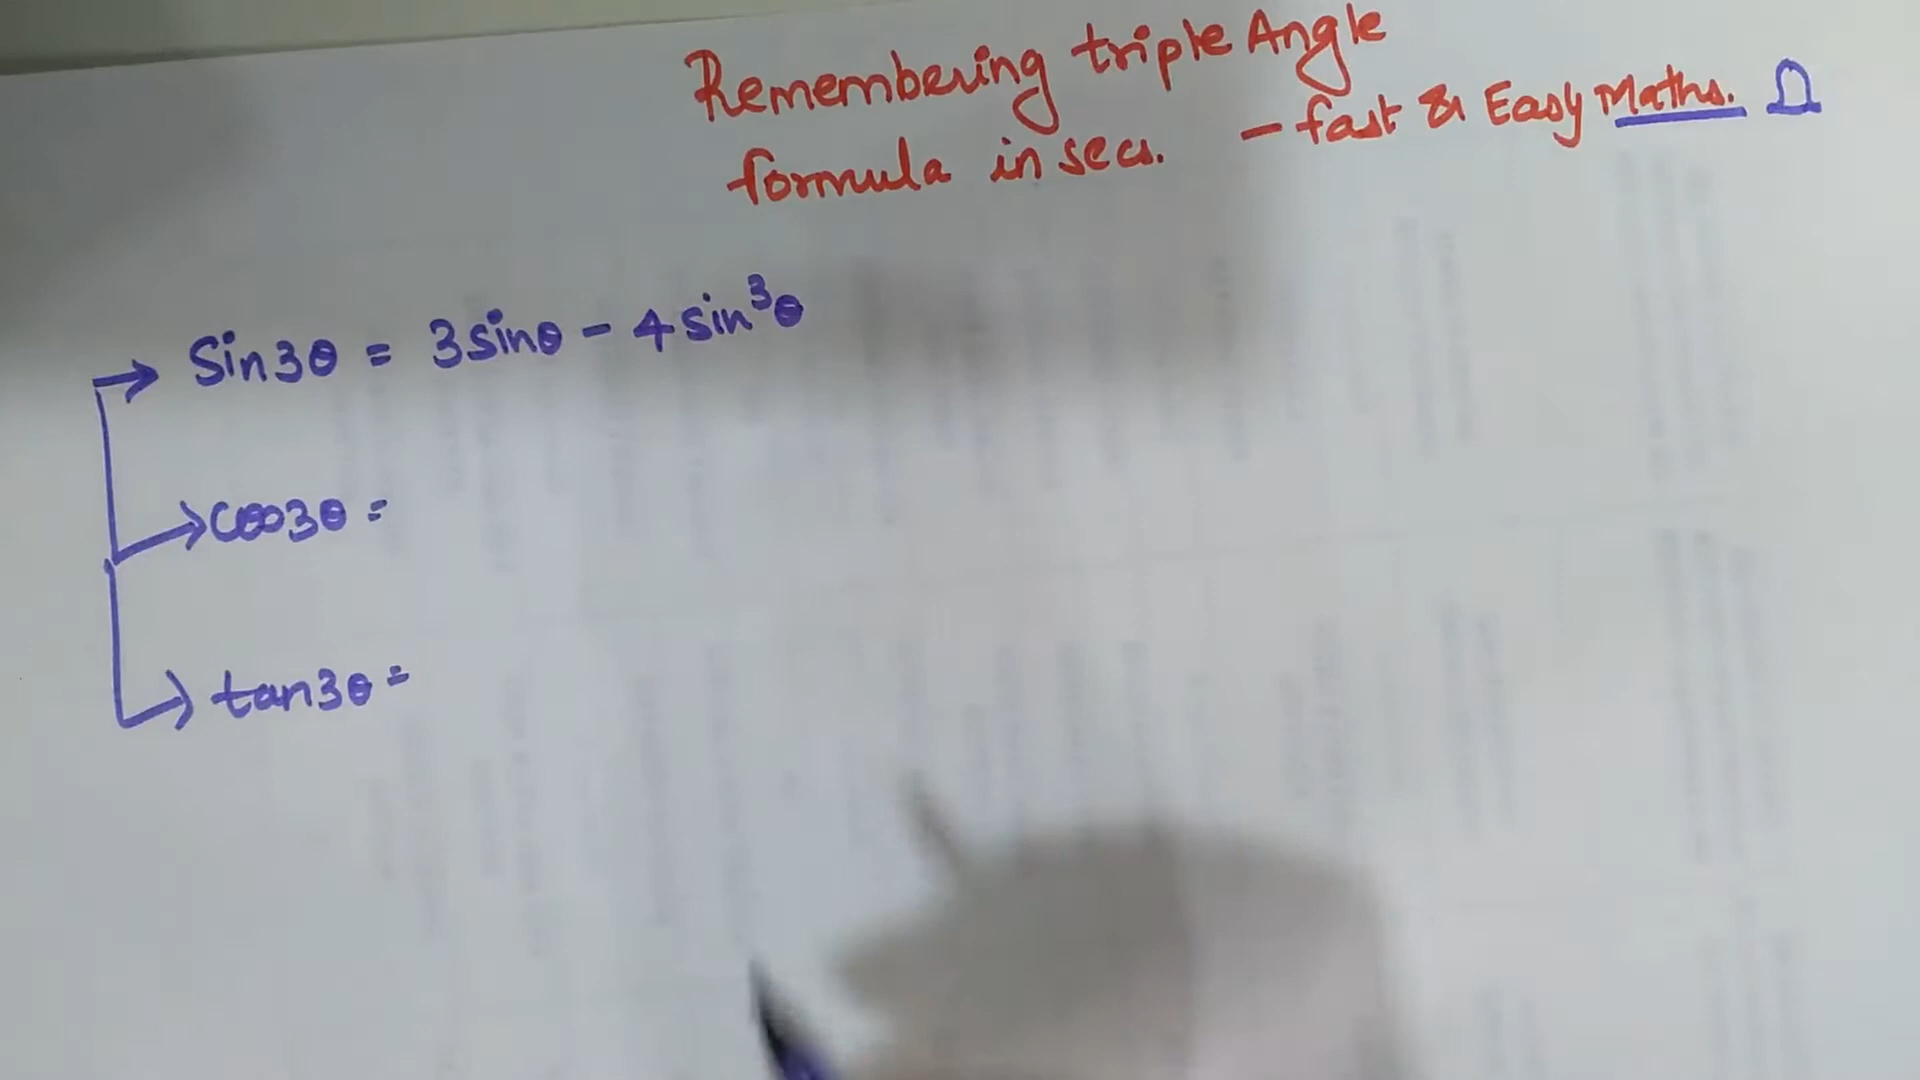 Remembering triple Angle
formula in secs. - fast & Easy Maths.
Sin3θ = 3sinθ - 4sin³θ
cos3θ =
tan3θ =